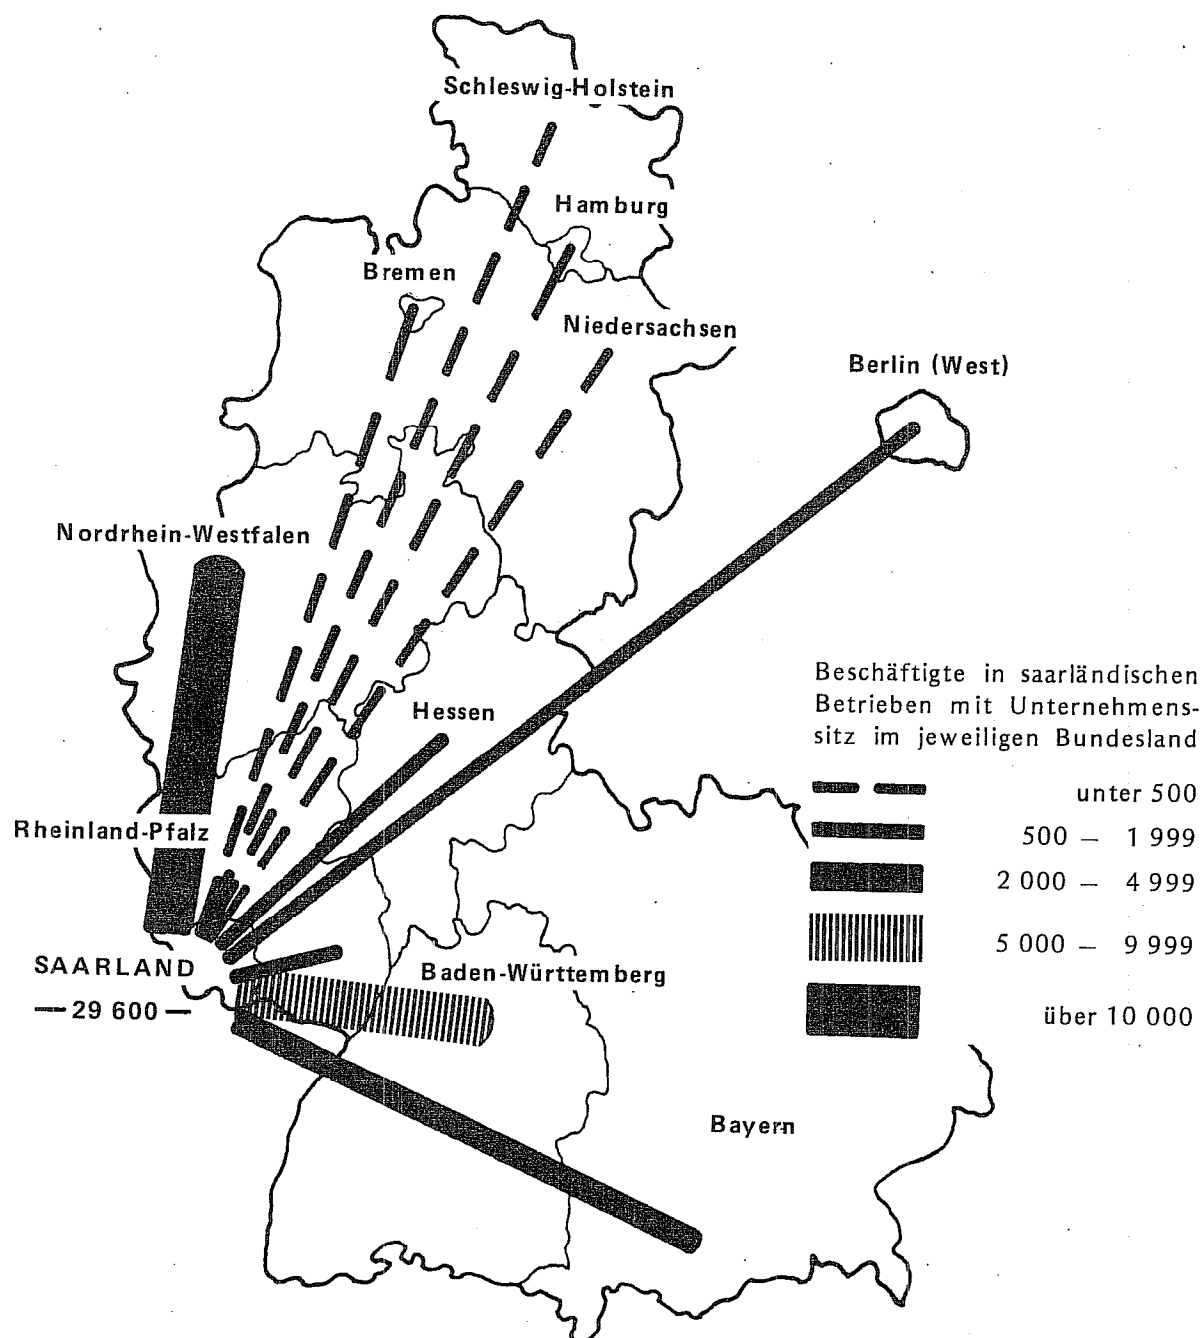 Schleswig-Holstein
Hamburg
Bremen
Niedersachsen
Berlin (West)
Nordrhein-Westfalen
Hessen
Rheinland-Pfalz
SAARLAND
— 29 600 —
Baden-Württemberg
Bayern
Beschäftigte in saarländischen
Betrieben mit Unternehmens-
sitz im jeweiligen Bundesland
unter 500
500 — 1 999
2 000 — 4 999
5 000 — 9 999
über 10 000